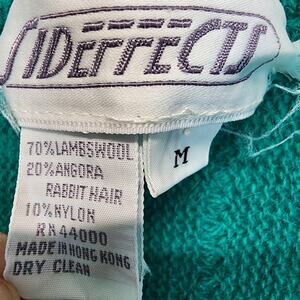 SIDEFFECTS
70%LAMBSWOOL
20%ANGORA
RABBIT HAIR
10%NYLON
RN 44000
MADE IN HONG KONG
DRY CLEAN
M